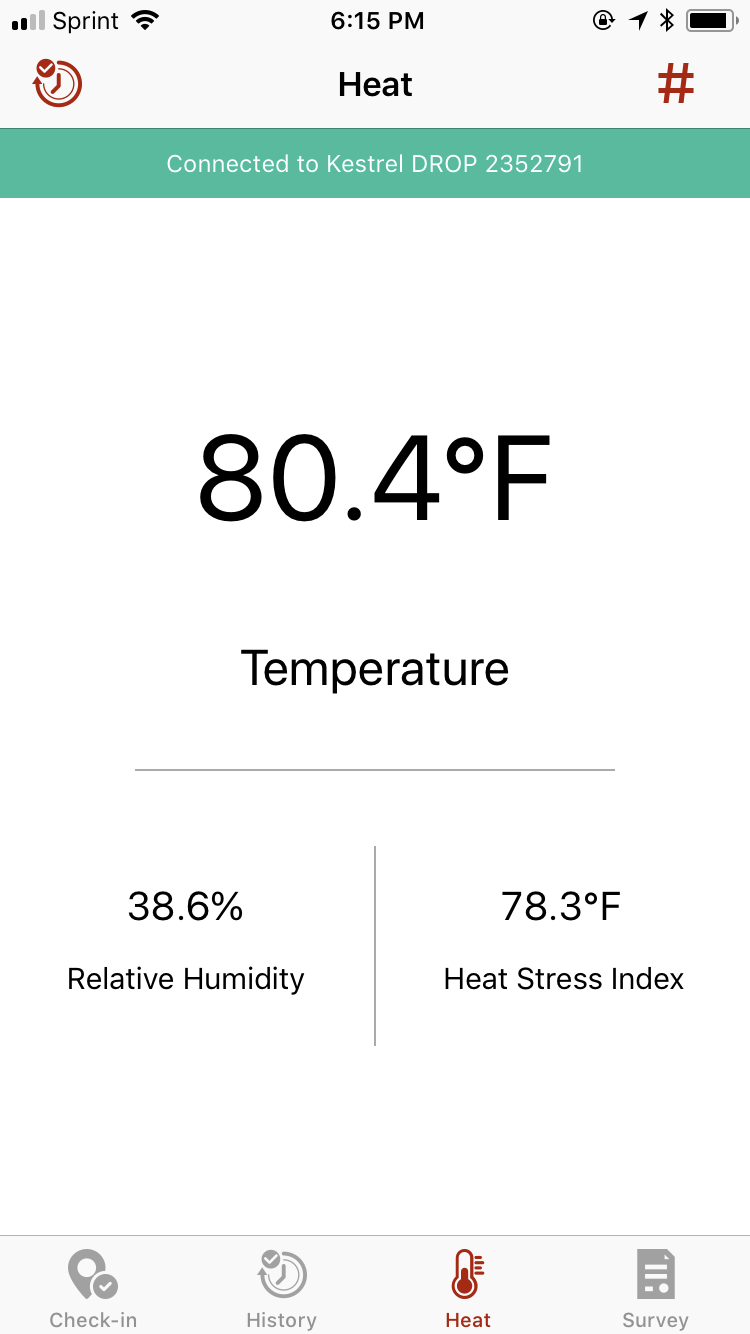 Sprint 6:15 PM
Heat #
Connected to Kestrel DROP 2352791
80.4°F
Temperature
38.6% 78.3°F
Relative Humidity Heat Stress Index
Check-in History Heat Survey